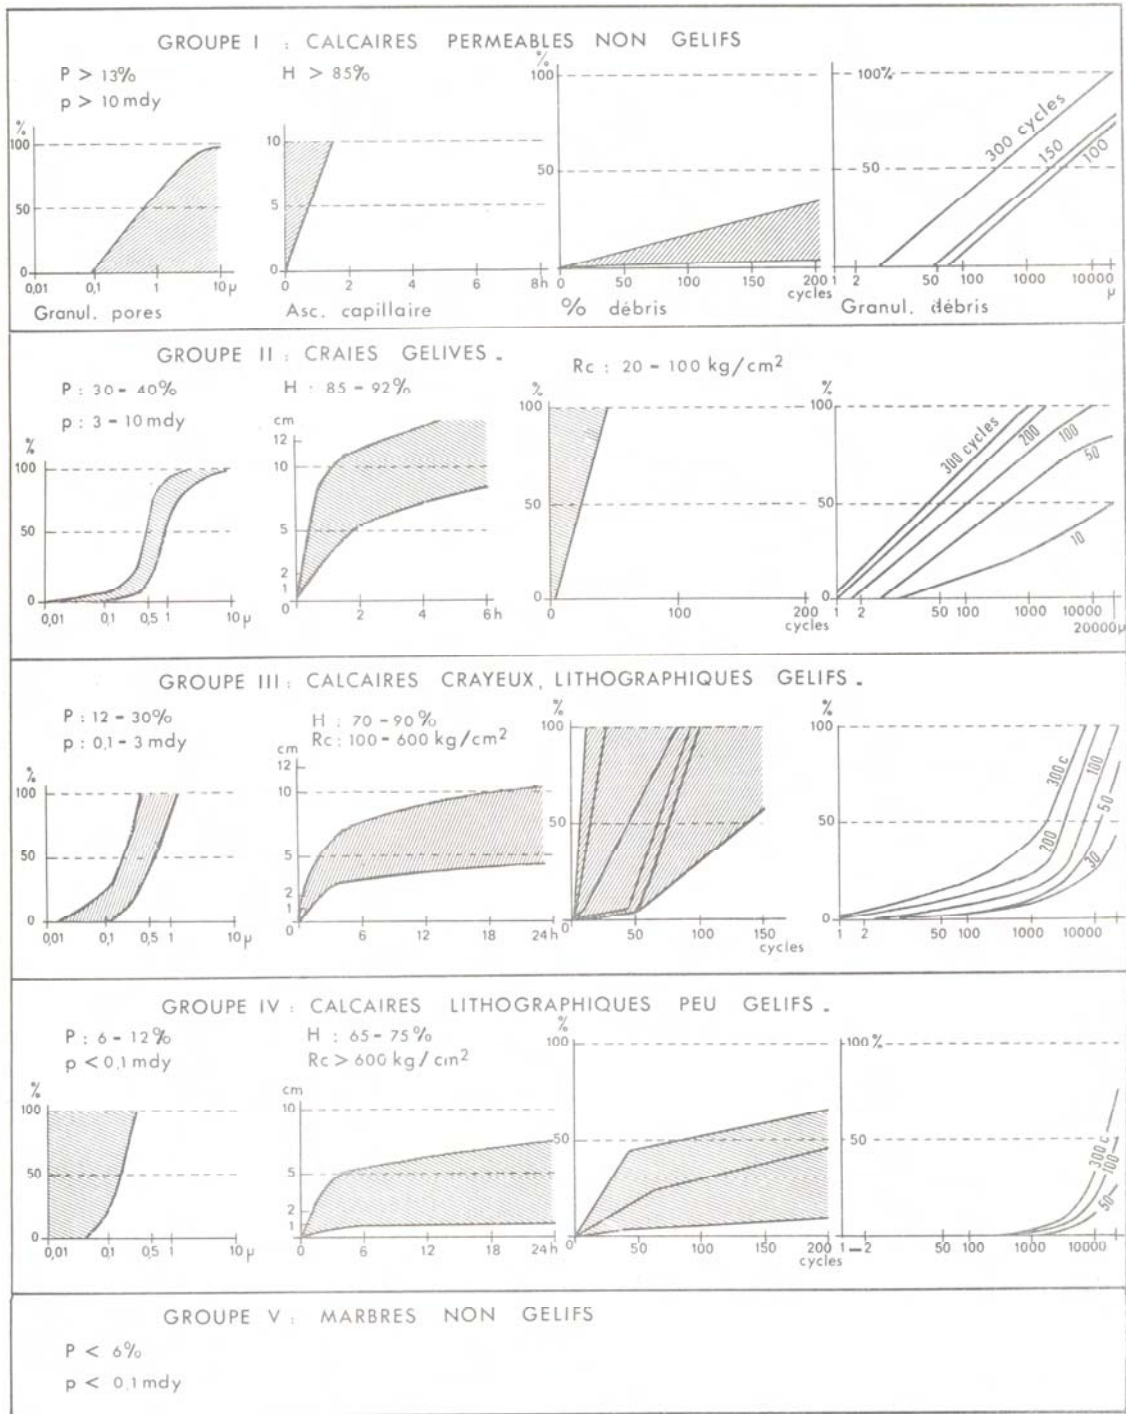 GROUPE I : CALCAIRES PERMEABLES NON GELIFS
P > 13%
p > 10 mdy
H > 85%
%
100
50
0
0,01 0,1 1 10 µ
Granul. pores
10
5
0
0 2 4 6 8 h
Asc. capillaire
%
100
50
0
0 50 100 150 200
cycles
% débris
100%
50
300 cycles
150
100
1 2 50 100 1000 10000
µ
Granul. débris
GROUPE II : CRAIES GELIVES .
P : 30 - 40%
p : 3 - 10 mdy
H : 85 - 92%
Rc : 20 - 100 kg/cm²
%
100
50
0
0,01 0,1 0,5 1 10 µ
cm
12
10
5
2
1
0
2 4 6 h
%
100
50
0
0 100 200
cycles
%
100
50
0
300 cycles
200
100
50
10
1 2 50 100 1000 10000
20000 µ
GROUPE III : CALCAIRES CRAYEUX, LITHOGRAPHIQUES GELIFS .
P : 12 - 30%
p : 0,1 - 3 mdy
H : 70 - 90%
Rc : 100 - 600 kg/cm²
%
100
50
0
0,01 0,1 0,5 1 10 µ
cm
12
10
5
2
1
0
6 12 18 24 h
%
100
50
0
0 50 100 150
cycles
%
100
50
0
300 c
200
100
50
30
1 2 50 100 1000 10000
GROUPE IV : CALCAIRES LITHOGRAPHIQUES PEU GELIFS .
P : 6 - 12%
p < 0,1 mdy
H : 65 - 75%
Rc > 600 kg/cm²
%
100
50
0
0,01 0,1 0,5 1 10 µ
cm
10
5
2
1
0
6 12 18 24 h
%
100
50
0
0 50 100 150 200
cycles
100%
50
300 c
100
50
1 2 50 100 1000 10000
GROUPE V : MARBRES NON GELIFS
P < 6%
p < 0,1 mdy